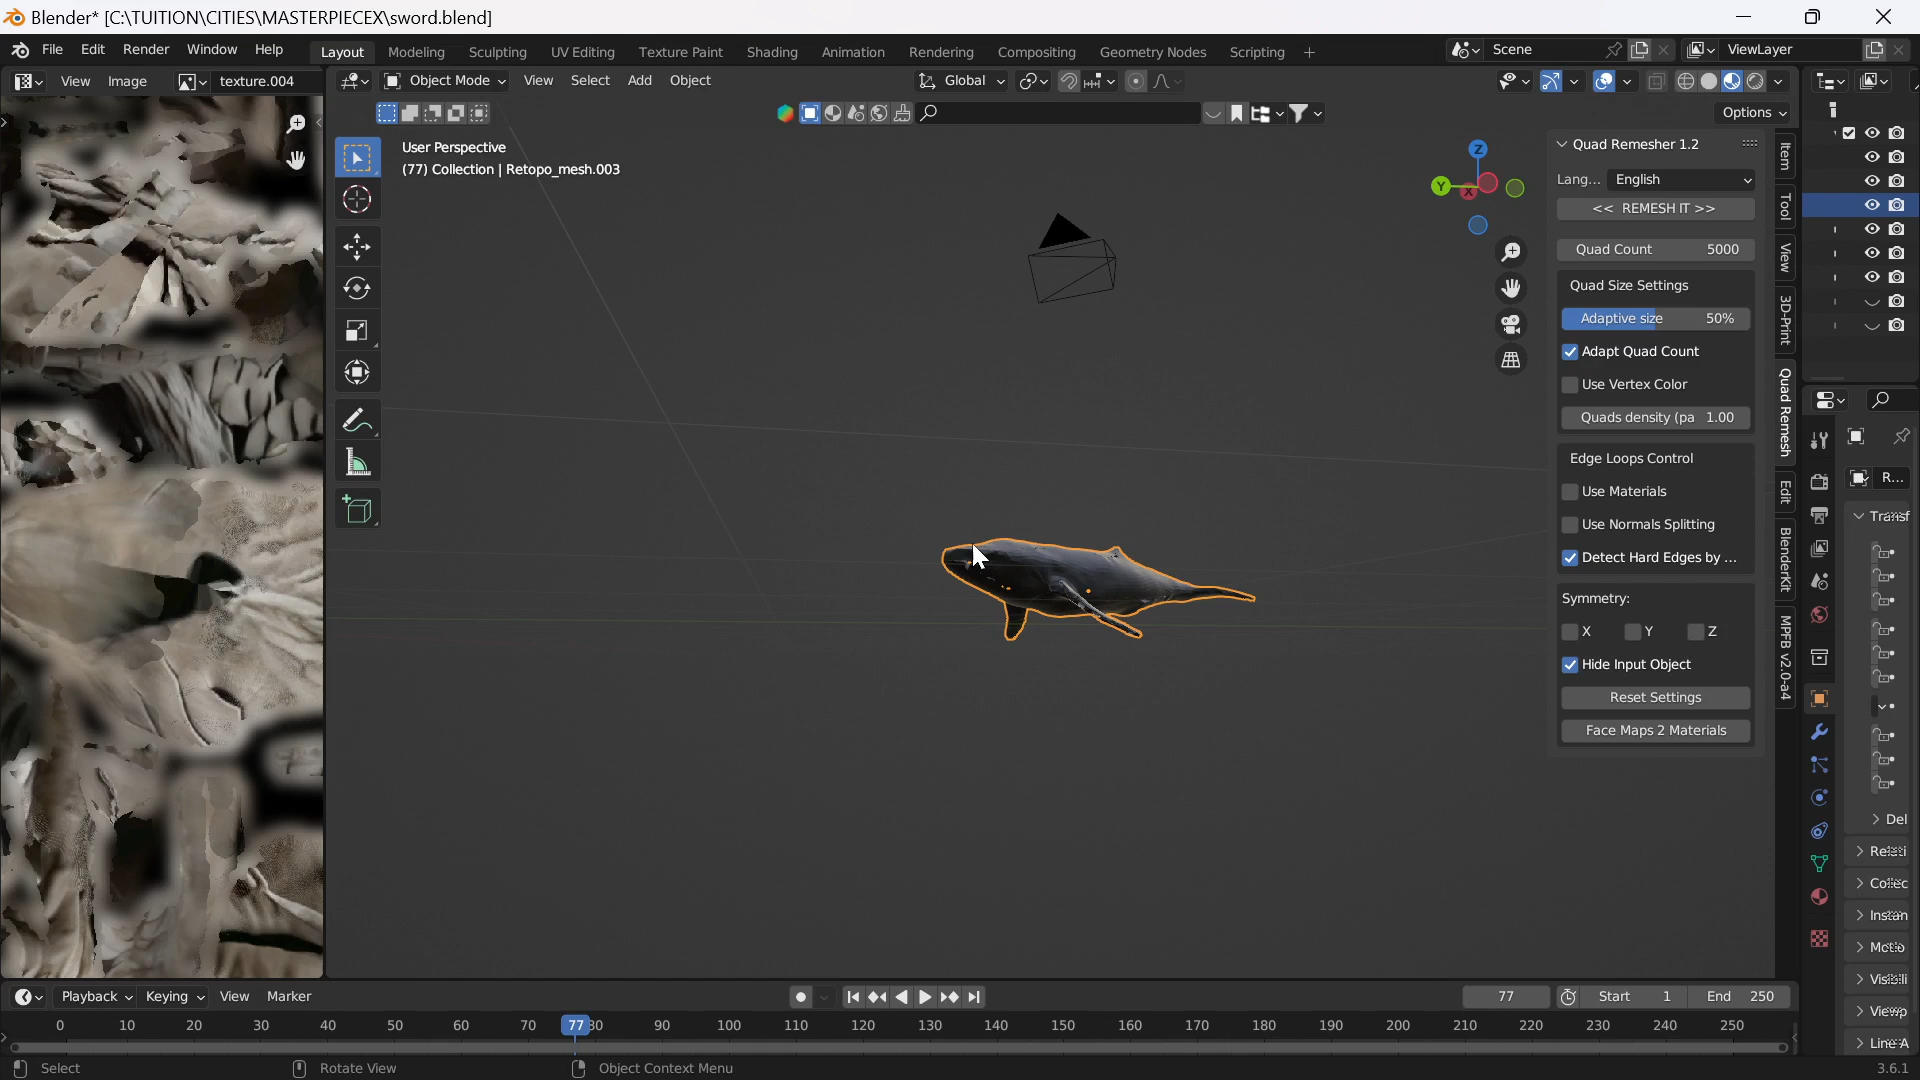 Blender* [C:\TUITION\CITIES\MASTERPIECEX\sword.blend]
File Edit Render Window Help Layout Modeling Sculpting UV Editing Texture Paint Shading Animation Rendering Compositing Geometry Nodes Scripting + Scene ViewLayer
View Image texture.004 Object Mode View Select Add Object Global
Options
User Perspective
(77) Collection | Retopo_mesh.003
Z
Y
X
Quad Remesher 1.2
Lang... English
<< REMESH IT >>
Quad Count 5000
Quad Size Settings
Adaptive size 50%
Adapt Quad Count
Use Vertex Color
Quads density (pa 1.00
Edge Loops Control
Use Materials
Use Normals Splitting
Detect Hard Edges by ...
Symmetry:
X Y Z
Hide Input Object
Reset Settings
Face Maps 2 Materials
Item
Tool
View
3D-Print
Quad Remesh
Edit
BlenderKit
MPFB v2.0-a4
R...
Transf
Del
Relati
Collec
Instan
Motio
Visibili
Viewp
Line A
Playback Keying View Marker 77 Start 1 End 250
0 10 20 30 40 50 60 70 77 80 90 100 110 120 130 140 150 160 170 180 190 200 210 220 230 240 250
Select Rotate View Object Context Menu 3.6.1